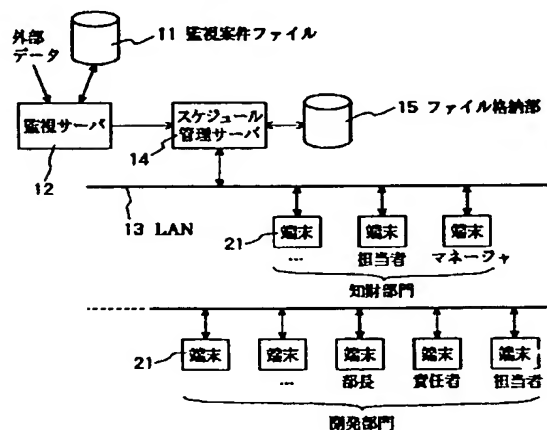 外部
データ
11 監視案件ファイル
監視サーバ
12
スケジュール
管理サーバ
14
15 ファイル格納部
13 LAN
21
端末
端末
端末
...
担当者
マネージャ
知財部門
21
端末
端末
端末
端末
端末
...
部長
責任者
担当者
開発部門